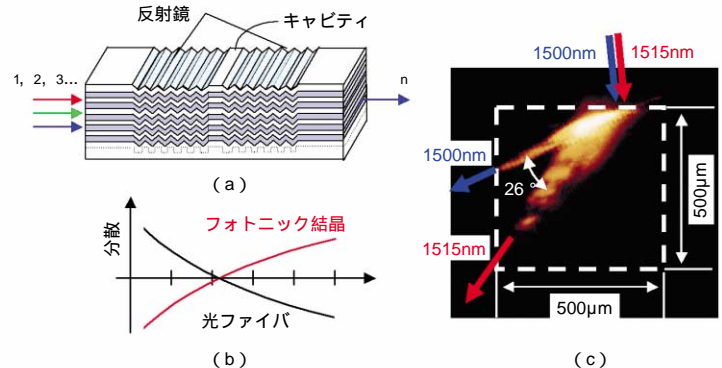 反射鏡
キャビティ
1, 2, 3...
n
(a)
分散
フォトニック結晶
光ファイバ
(b)
1500nm
1515nm
1500nm
26°
1515nm
500μm
500μm
(c)